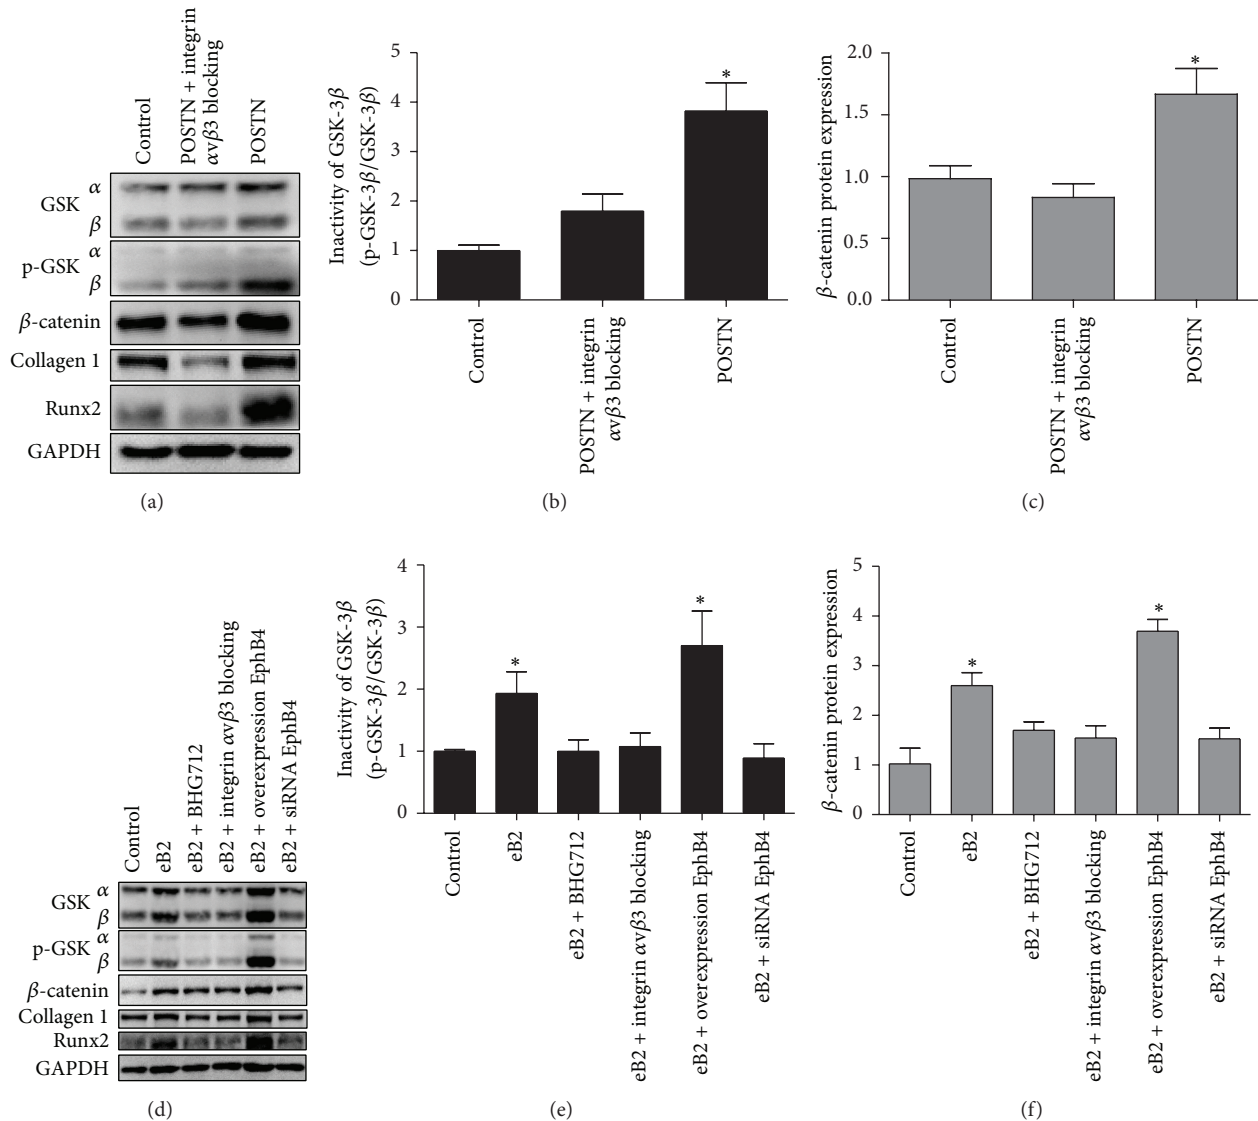 Control
POSTN + integrin
αvβ3 blocking
POSTN
GSK
α
β
p-GSK
α
β
β-catenin
Collagen 1
Runx2
GAPDH
(a)
Inactivity of GSK-3β
(p-GSK-3β/GSK-3β)
5
4
3
2
1
0
*
Control
POSTN + integrin
αvβ3 blocking
POSTN
(b)
β-catenin protein expression
2.0
1.5
1.0
0.5
0.0
*
Control
POSTN + integrin
αvβ3 blocking
POSTN
(c)
Control
eB2
eB2 + BHG712
eB2 + integrin αvβ3 blocking
eB2 + overexpression EphB4
eB2 + siRNA EphB4
GSK
α
β
p-GSK
α
β
β-catenin
Collagen 1
Runx2
GAPDH
(d)
Inactivity of GSK-3β
(p-GSK-3β/GSK-3β)
4
3
2
1
0
*
*
Control
eB2
eB2 + BHG712
eB2 + integrin αvβ3 blocking
eB2 + overexpression EphB4
eB2 + siRNA EphB4
(e)
β-catenin protein expression
5
4
3
2
1
0
*
*
Control
eB2
eB2 + BHG712
eB2 + integrin αvβ3 blocking
eB2 + overexpression EphB4
eB2 + siRNA EphB4
(f)